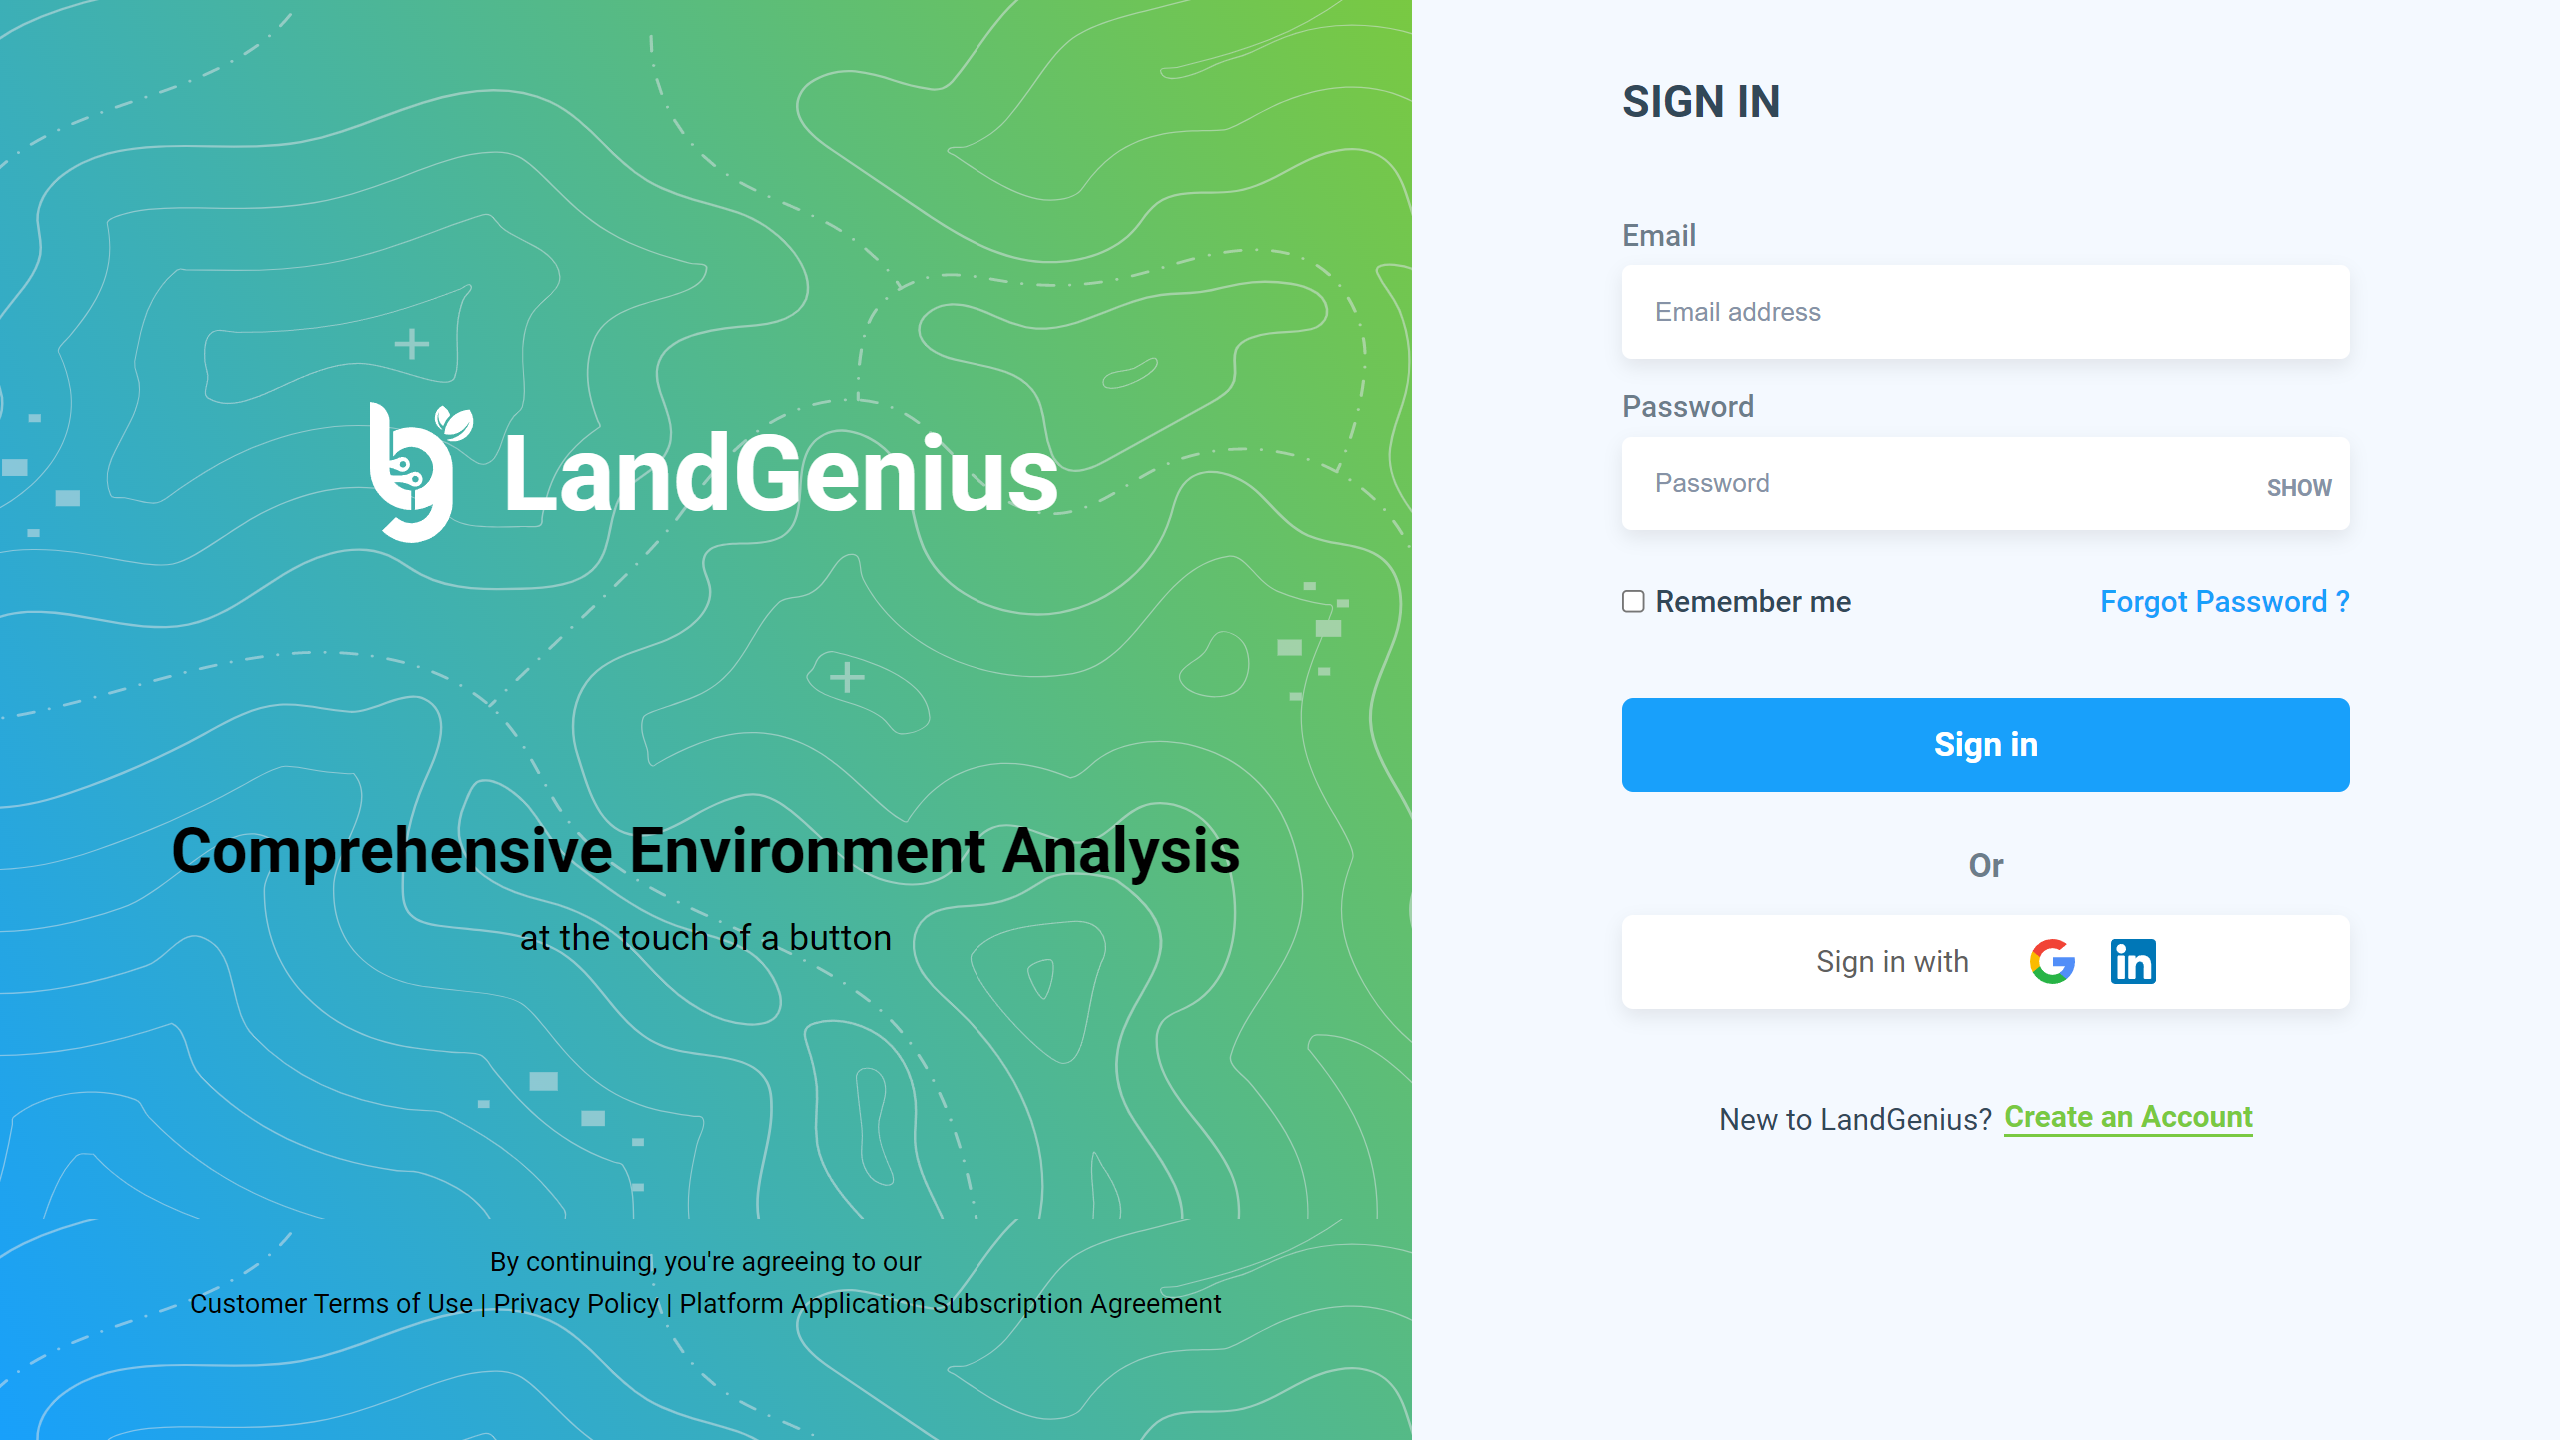 LandGenius
Comprehensive Environment Analysis
at the touch of a button
By continuing, you're agreeing to our
Customer Terms of Use | Privacy Policy | Platform Application Subscription Agreement
SIGN IN
Email
Email address
Password
Password
SHOW
Remember me
Forgot Password ?
Sign in
Or
Sign in with
New to LandGenius? Create an Account